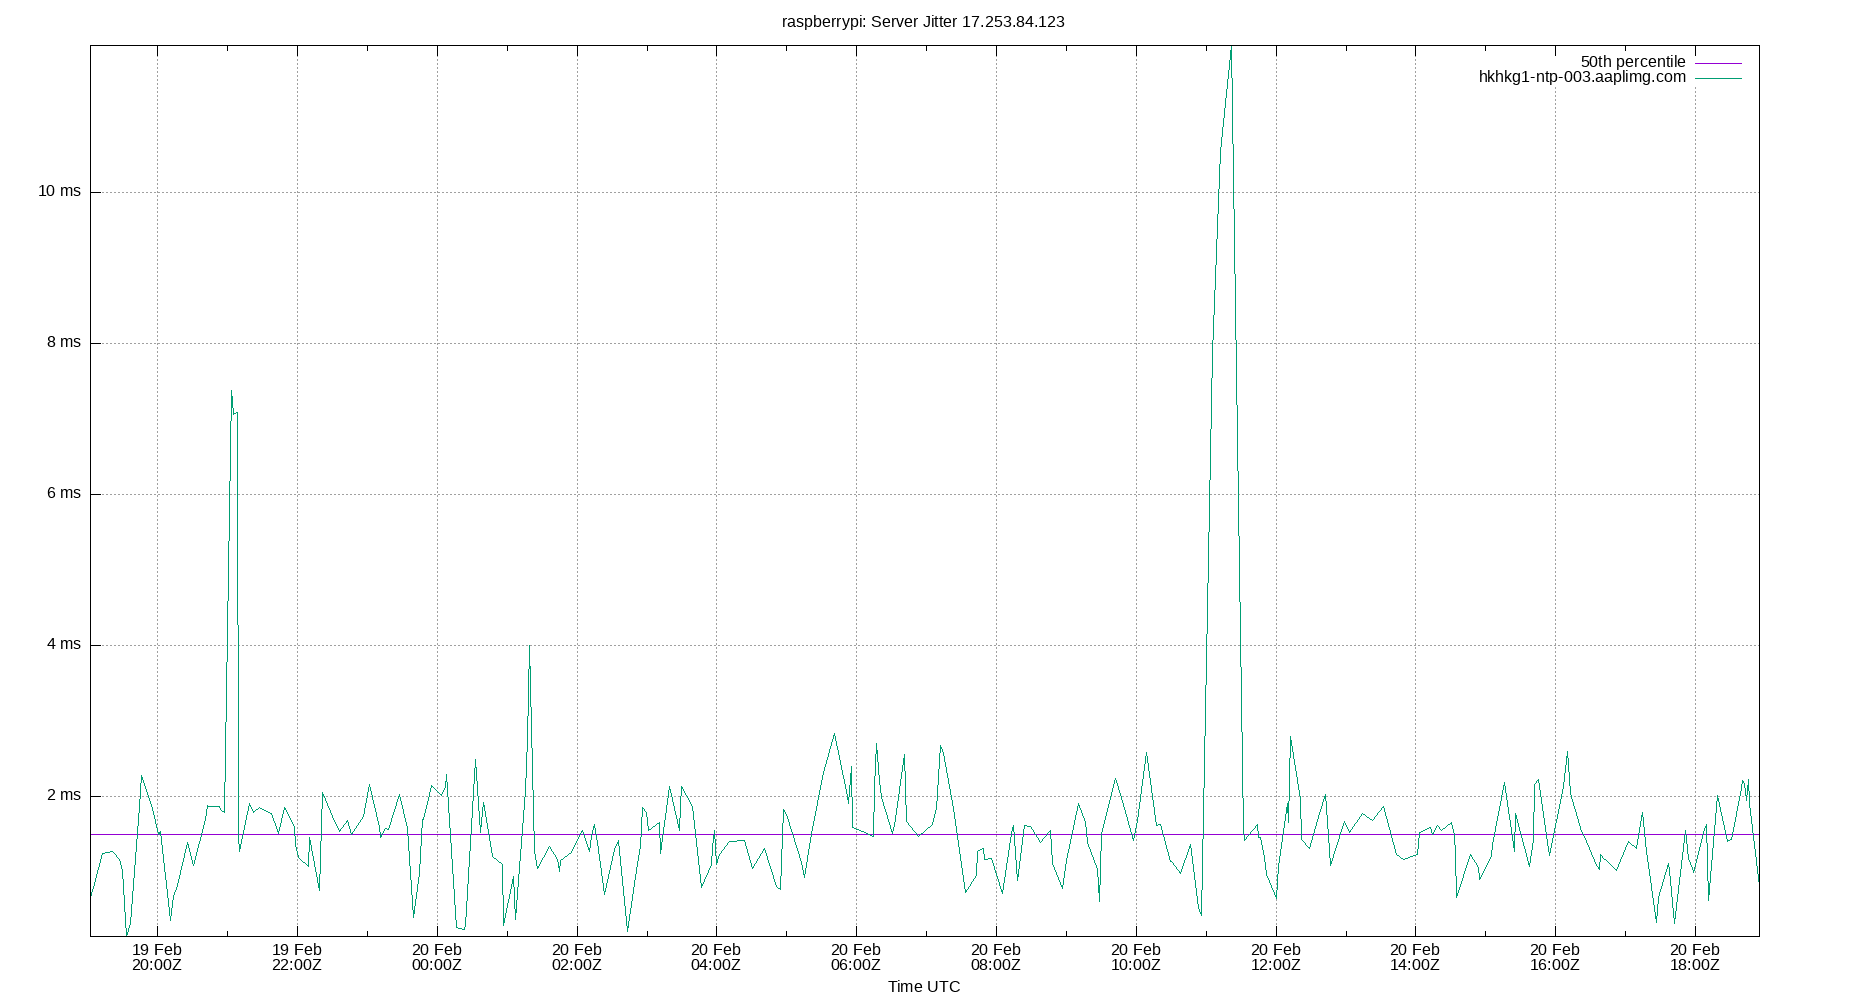 raspberrypi: Server Jitter 17.253.84.123
50th percentile
hkhkg1-ntp-003.aaplimg.com
10 ms
8 ms
6 ms
4 ms
2 ms
19 Feb 19 Feb 20 Feb 20 Feb 20 Feb 20 Feb 20 Feb 20 Feb 20 Feb 20 Feb 20 Feb 20 Feb
20:00Z 22:00Z 00:00Z 02:00Z 04:00Z 06:00Z 08:00Z 10:00Z 12:00Z 14:00Z 16:00Z 18:00Z
Time UTC